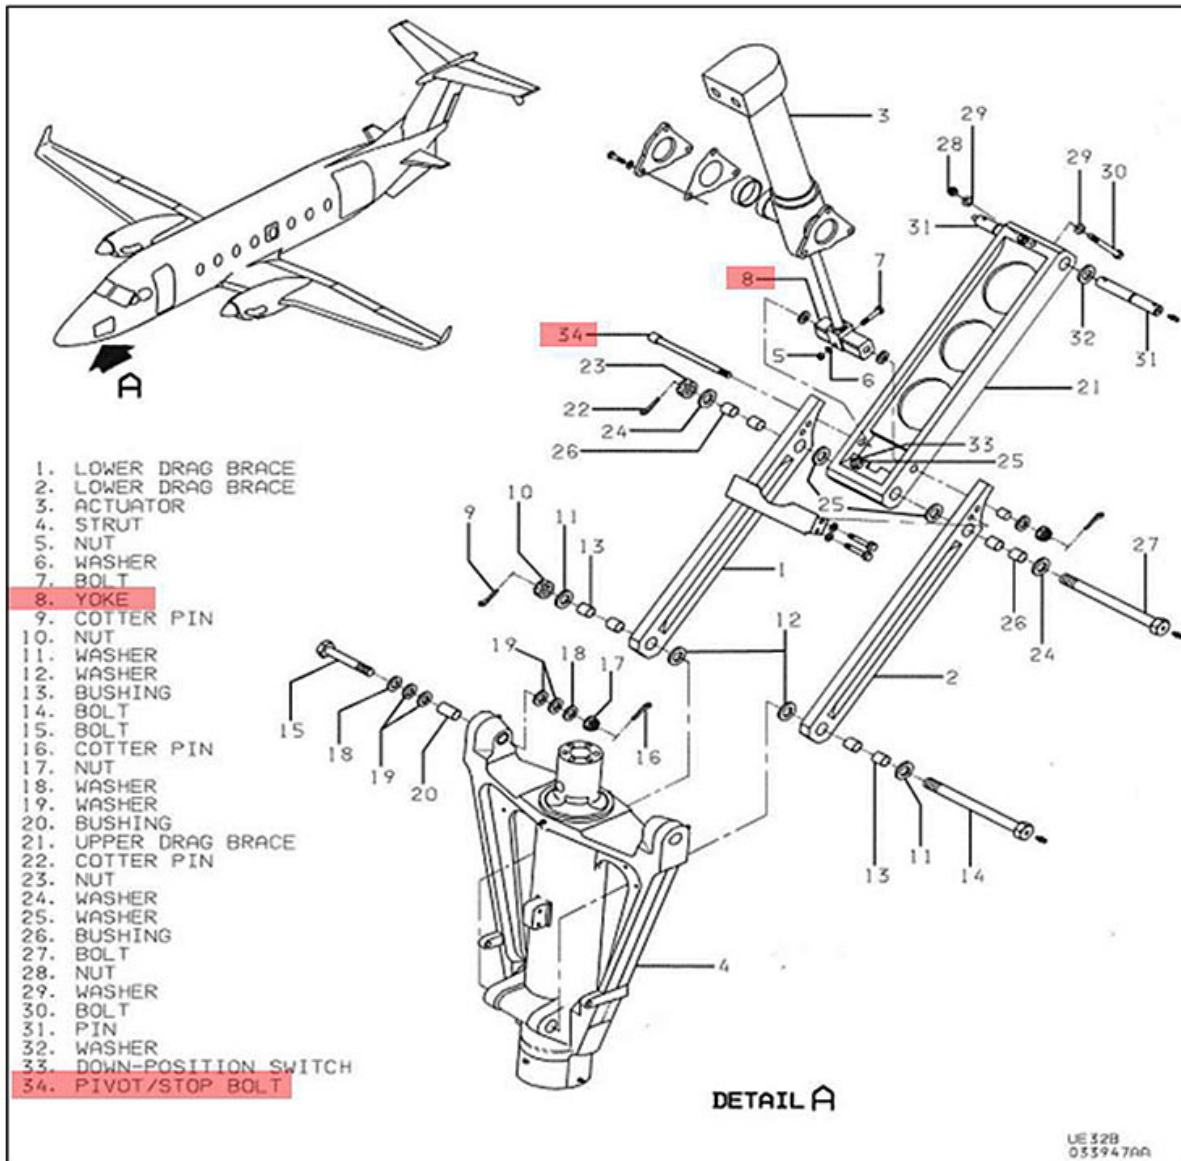 3
29
28
29
30
31
8
7
34
32
31
23
5
6
21
22
24
26
33
25
1. LOWER DRAG BRACE
2. LOWER DRAG BRACE
3. ACTUATOR
4. STRUT
5. NUT
6. WASHER
7. BOLT
8. YOKE
9. COTTER PIN
10. NUT
11. WASHER
12. WASHER
13. BUSHING
14. BOLT
15. BOLT
16. COTTER PIN
17. NUT
18. WASHER
19. WASHER
20. BUSHING
21. UPPER DRAG BRACE
22. COTTER PIN
23. NUT
24. WASHER
25. WASHER
26. BUSHING
27. BOLT
28. NUT
29. WASHER
30. BOLT
31. PIN
32. WASHER
33. DOWN-POSITION SWITCH
34. PIVOT/STOP BOLT
A
25
10
9
11
13
1
27
26
24
12
2
19
18
17
15
18
19
20
16
13
11
14
4
DETAIL A
UE32B
033947AA